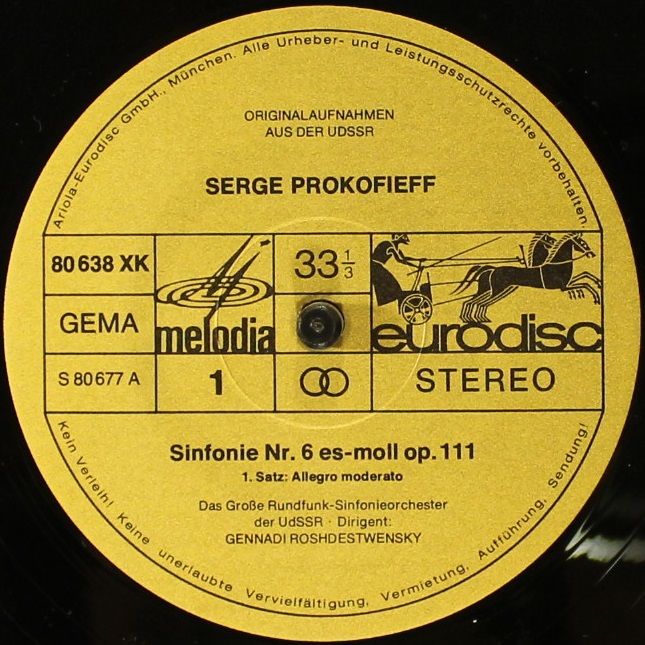 Ariola-Eurodisc GmbH., München. Alle Urheber- und Leistungsschutzrechte vorbehalten.
ORIGINALAUFNAHMEN
AUS DER UDSSR
SERGE PROKOFIEFF
80 638 XK
33 1/3
GEMA
melodia
eurodisc
S 80 677 A
1
STEREO
Sinfonie Nr. 6 es-moll op. 111
1. Satz: Allegro moderato
Das Große Rundfunk-Sinfonieorchester
der UdSSR · Dirigent:
GENNADI ROSHDESTWENSKY
Kein Verleih! Keine unerlaubte Vervielfältigung, Vermietung, Aufführung, Sendung!